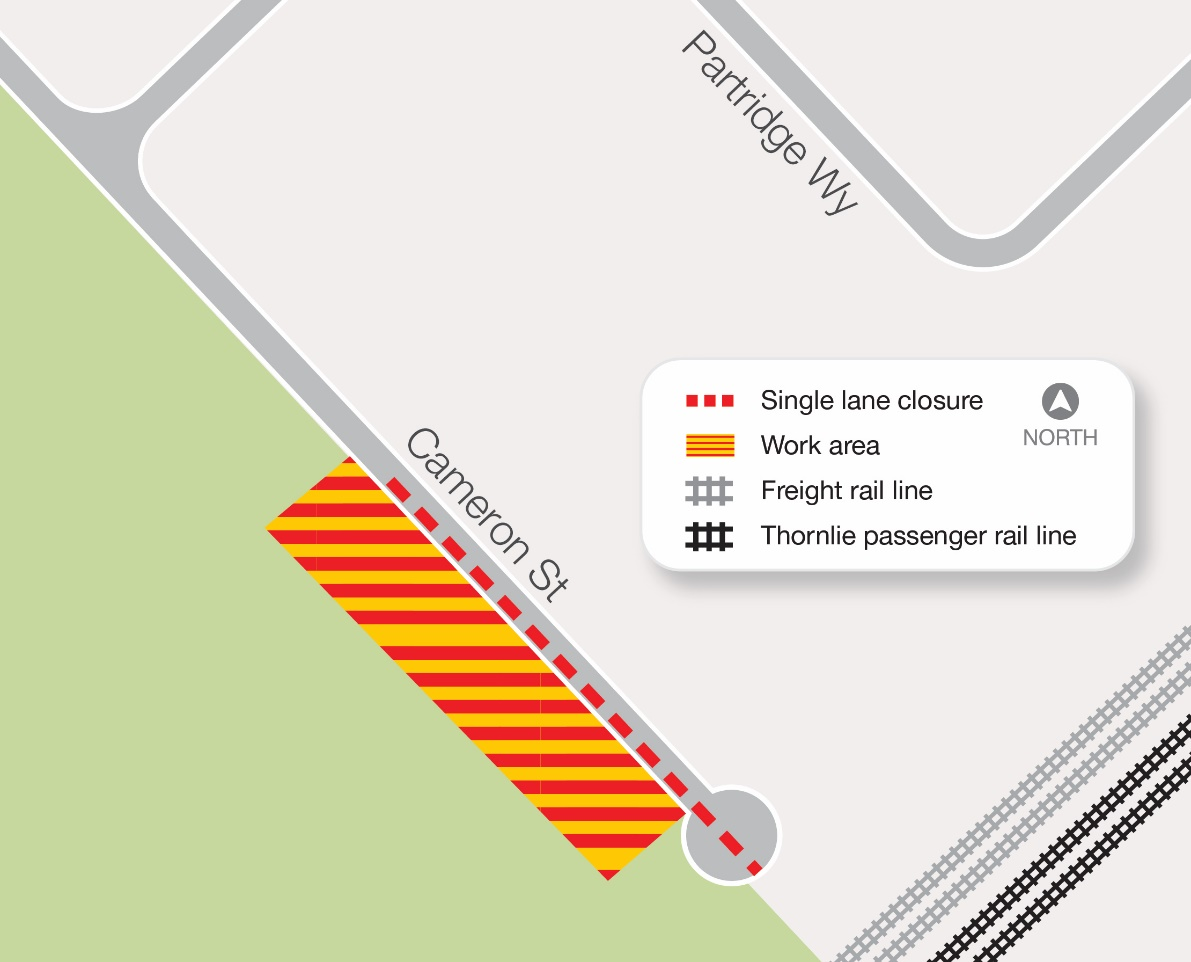 Partridge Wy
Cameron St
Single lane closure
Work area
Freight rail line
Thornlie passenger rail line
NORTH